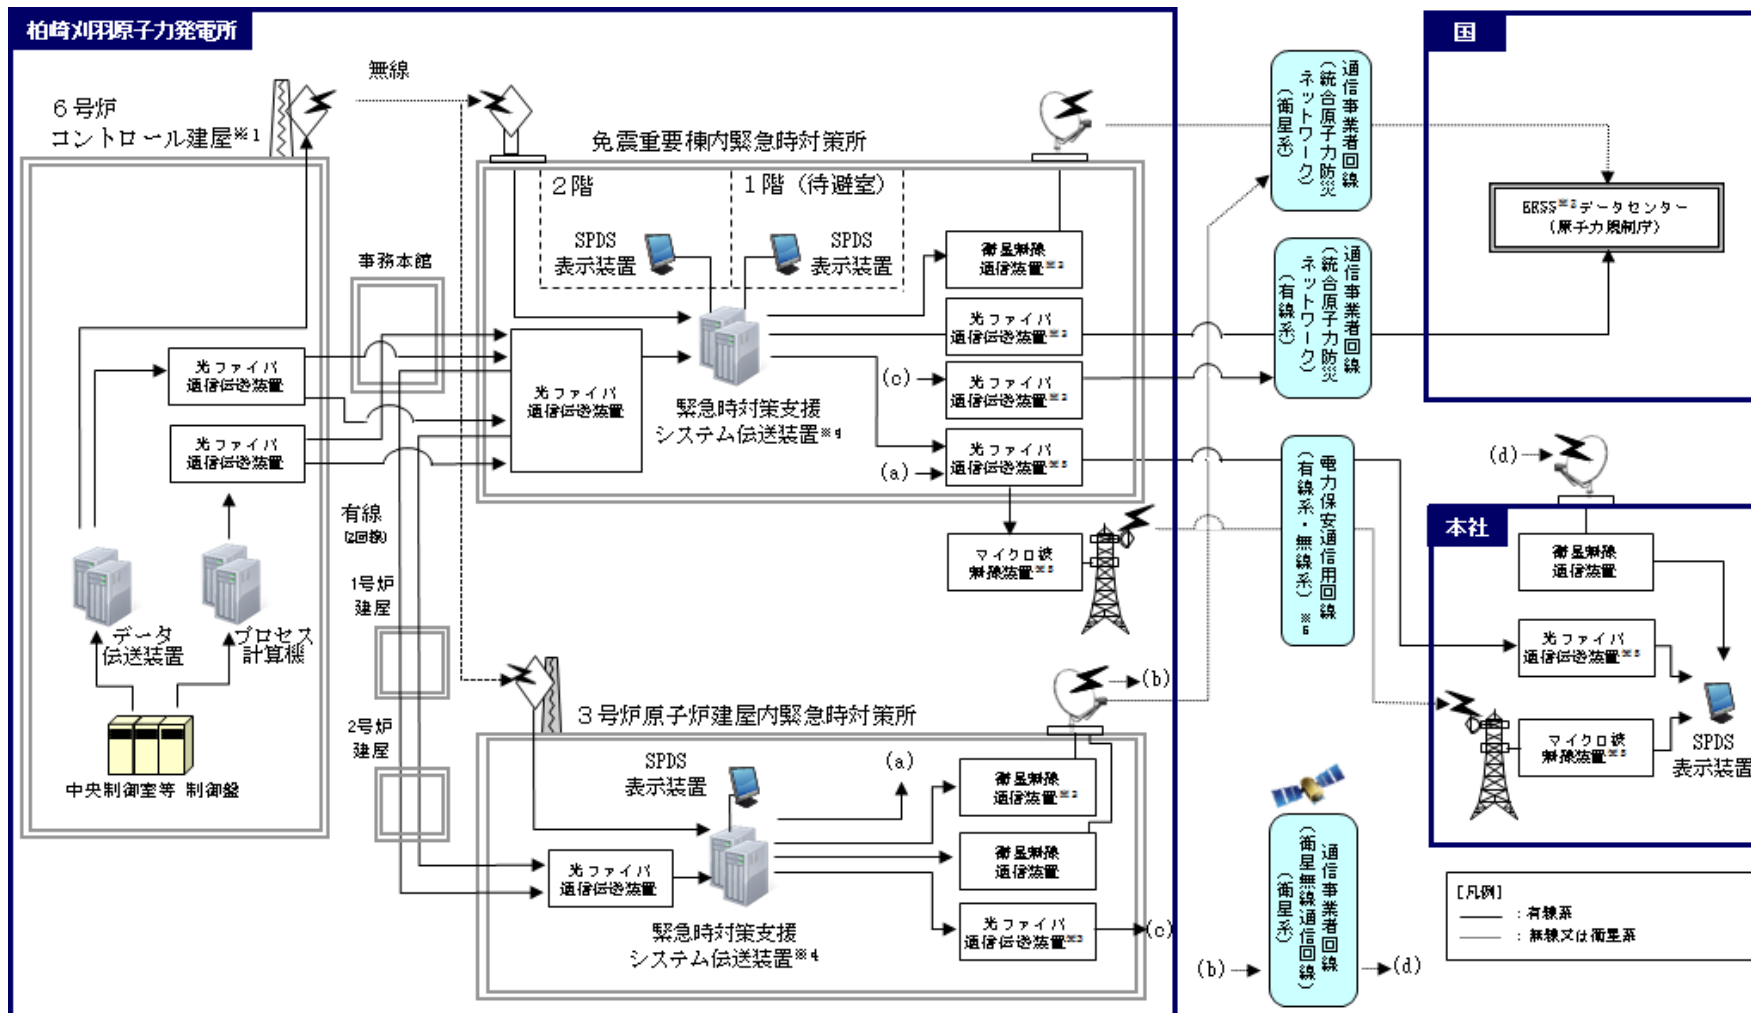 柏崎刈羽原子力発電所
6号炉
コントロール建屋※1
無線
免震重要棟内緊急時対策所
2階
1階（待避室）
SPDS
表示装置
SPDS
表示装置
衛星無線
通信装置※3
事務本館
光ファイバ
通信伝送装置
光ファイバ
通信伝送装置
光ファイバ
通信伝送装置
光ファイバ
通信伝送装置※3
(c)
光ファイバ
通信伝送装置※3
緊急時対策支援
システム伝送装置※4
(a)
光ファイバ
通信伝送装置※5
有線
(2回線)
マイクロ波
無線装置※5
データ
伝送装置
プロセス
計算機
中央制御室等 制御盤
1号炉
建屋
2号炉
建屋
3号炉原子炉建屋内緊急時対策所
(b)
SPDS
表示装置
(a)
衛星無線
通信装置※3
衛星無線
通信装置
光ファイバ
通信伝送装置
光ファイバ
通信伝送装置※3
(c)
緊急時対策支援
システム伝送装置※4
通信事業者回線
（統合原子力防災
ネットワーク）
（衛星系）
通信事業者回線
（統合原子力防災
ネットワーク）
（有線系）
電力保安通信用回線
（有線系・無線系）※6
通信事業者回線
（衛星無線通信回線）
（衛星系）
(b)
(d)
国
ERSS※2データセンター
（原子力規制庁）
(d)
本社
衛星無線
通信装置
光ファイバ
通信伝送装置※5
マイクロ波
無線装置※5
SPDS
表示装置
[凡例]
：有線系
：無線又は衛星系